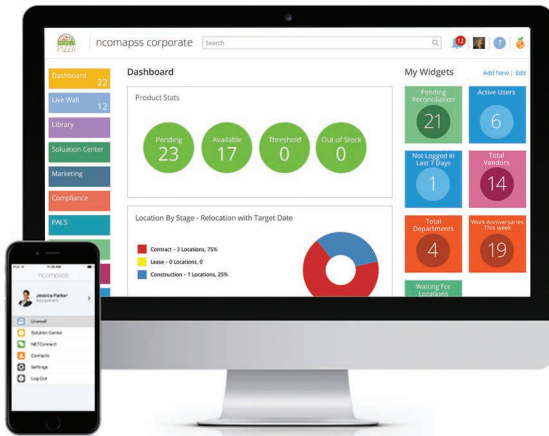 PIZZA
ncomapss corporate
Search
12
?
Dashboard
22
Live Wall
12
Library
Soluation Center
Marketing
Compliance
PALS
Dashboard
Product Stats
Pending
23
Available
17
Threshold
0
Out of Stock
0
Location By Stage - Relocation with Target Date
Contract - 3 Locations, 75%
Lease - 0 Locations, 0
Construction - 1 Locations, 25%
My Widgets
Add New | Edit
Pending
Reconciliation
21
Active Users
6
Not Logged In
Last 7 Days
1
Total
Vendors
14
Total
Departments
4
Work Anniversaries
This week
19
Waiting For
Locations
ncomapss
Jessica Parker
Accountant
Livewall
Solution Center
NETConnect
Contacts
Settings
Log Out